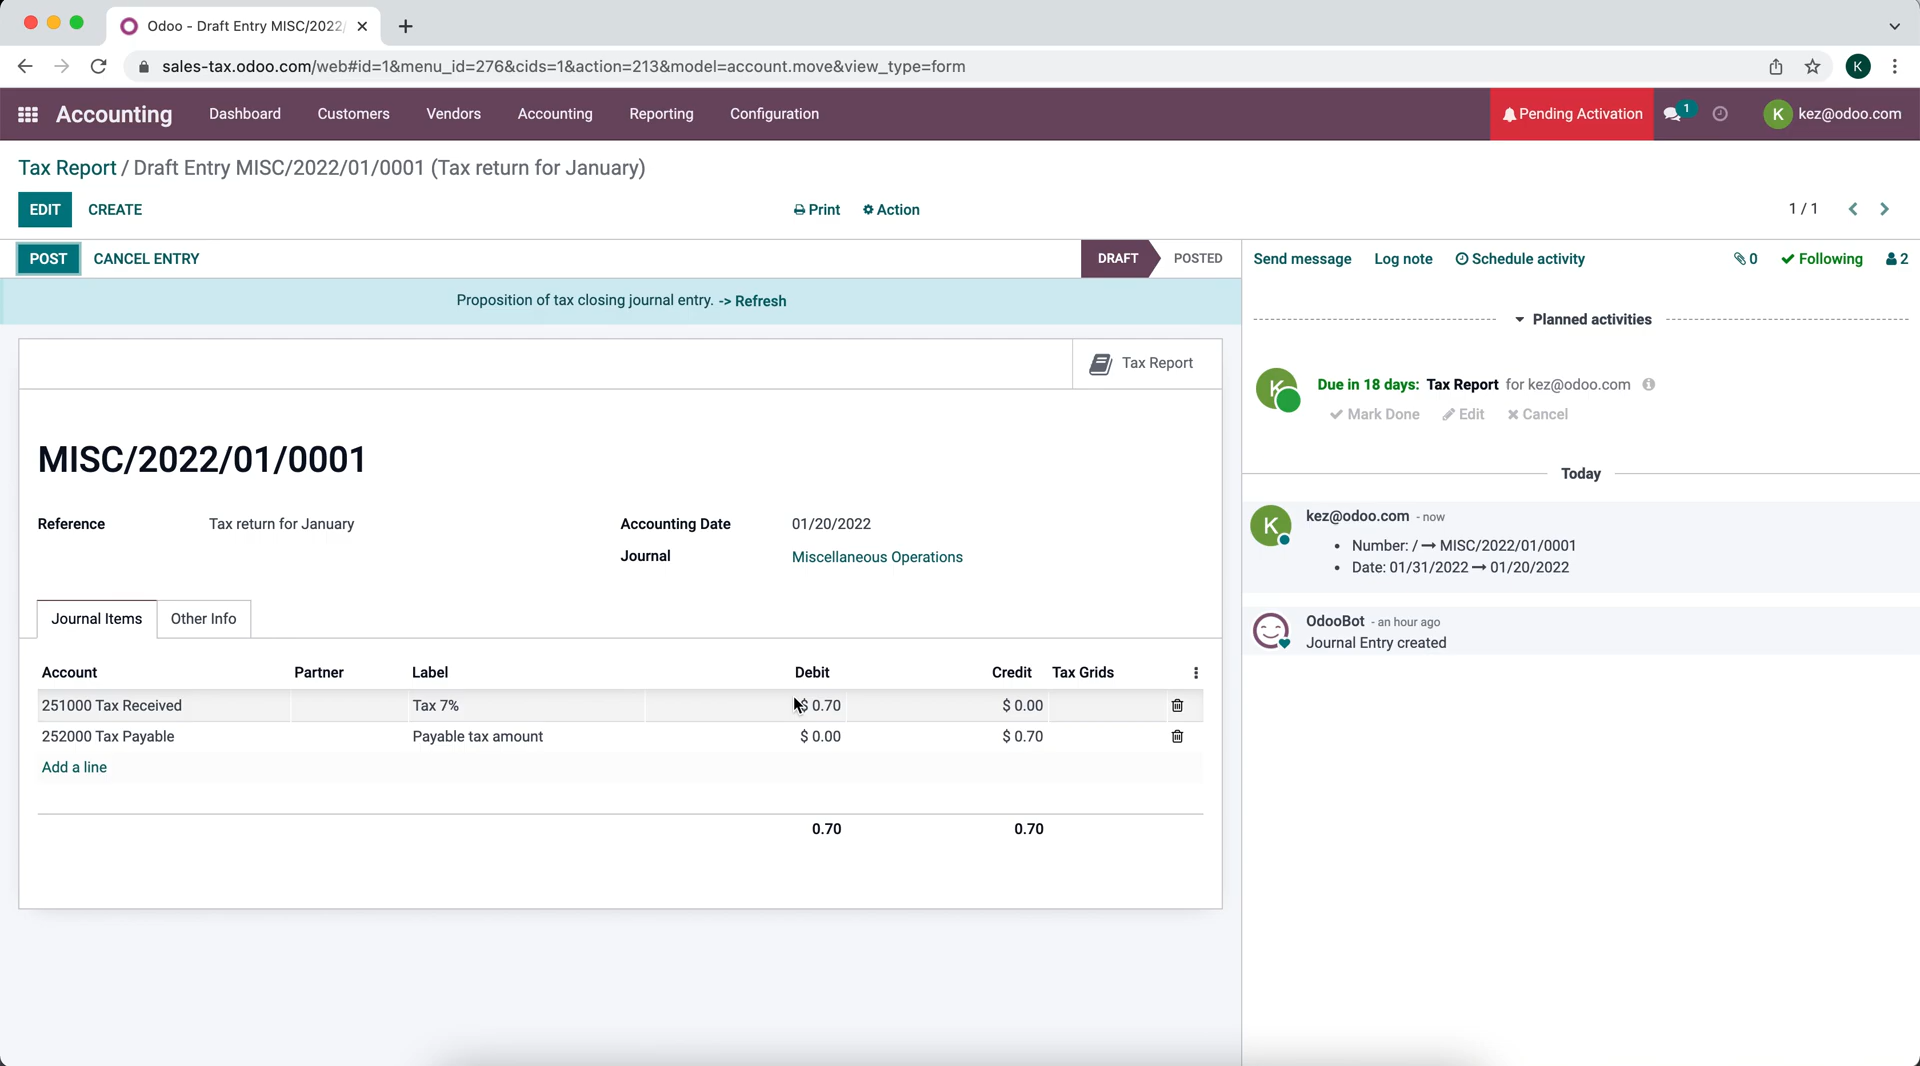 Odoo - Draft Entry MISC/2022/
sales-tax.odoo.com/web#id=1&menu_id=276&cids=1&action=213&model=account.move&view_type=form
K
Accounting Dashboard Customers Vendors Accounting Reporting Configuration Pending Activation 1 K kez@odoo.com
Tax Report / Draft Entry MISC/2022/01/0001 (Tax return for January)
EDIT CREATE Print Action 1 / 1
POST CANCEL ENTRY DRAFT POSTED Send message Log note Schedule activity 0 Following 2
Proposition of tax closing journal entry. -> Refresh
Planned activities
Tax Report
K Due in 18 days: Tax Report for kez@odoo.com
Mark Done Edit Cancel
MISC/2022/01/0001
Today
Reference Tax return for January Accounting Date 01/20/2022
Journal Miscellaneous Operations
K kez@odoo.com - now
• Number: / → MISC/2022/01/0001
• Date: 01/31/2022 → 01/20/2022
Journal Items Other Info
OdooBot - an hour ago
Journal Entry created
Account Partner Label Debit Credit Tax Grids
251000 Tax Received Tax 7% $ 0.70 $ 0.00
252000 Tax Payable Payable tax amount $ 0.00 $ 0.70
Add a line
0.70 0.70